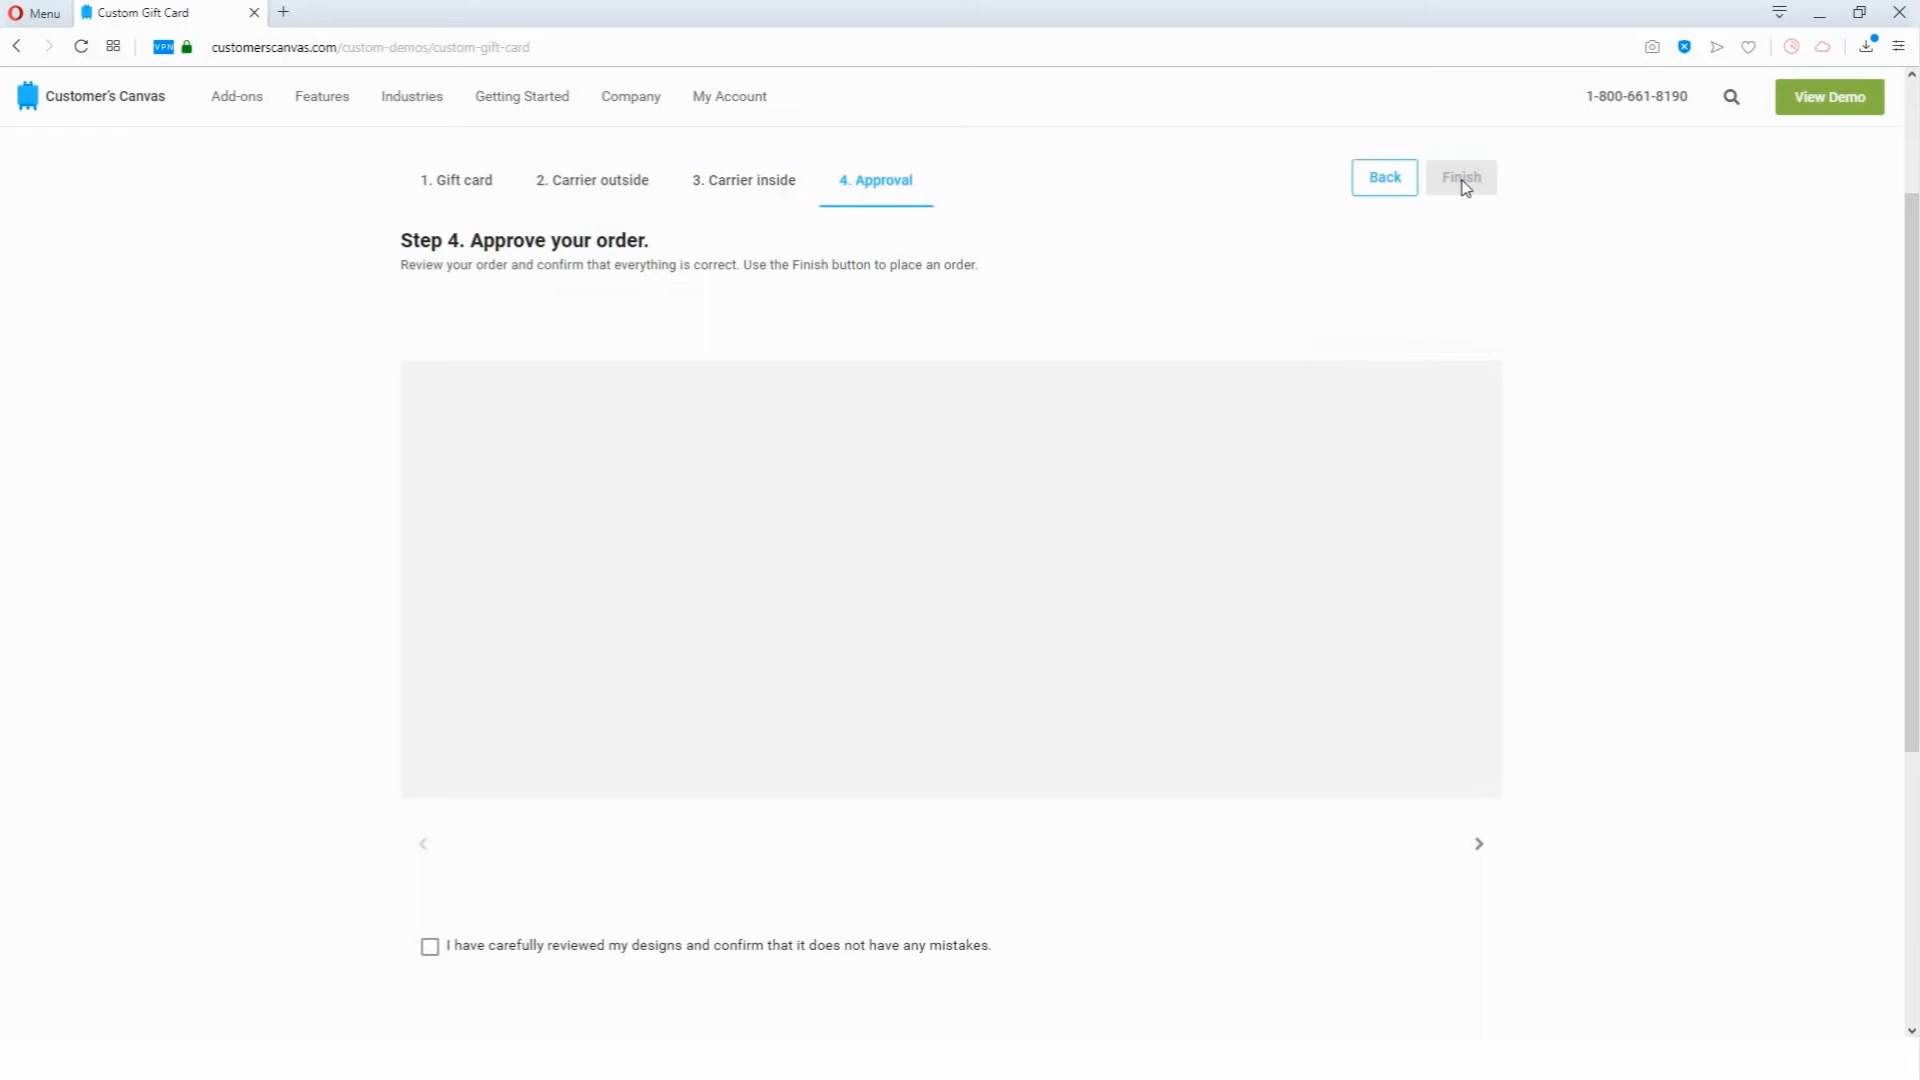 Menu
Custom Gift Card
VPN
customerscanvas.com/custom-demos/custom-gift-card
Customer's Canvas
Add-ons
Features
Industries
Getting Started
Company
My Account
1-800-661-8190
View Demo
1. Gift card
2. Carrier outside
3. Carrier inside
4. Approval
Back
Finish
Step 4. Approve your order.
Review your order and confirm that everything is correct. Use the Finish button to place an order.
I have carefully reviewed my designs and confirm that it does not have any mistakes.